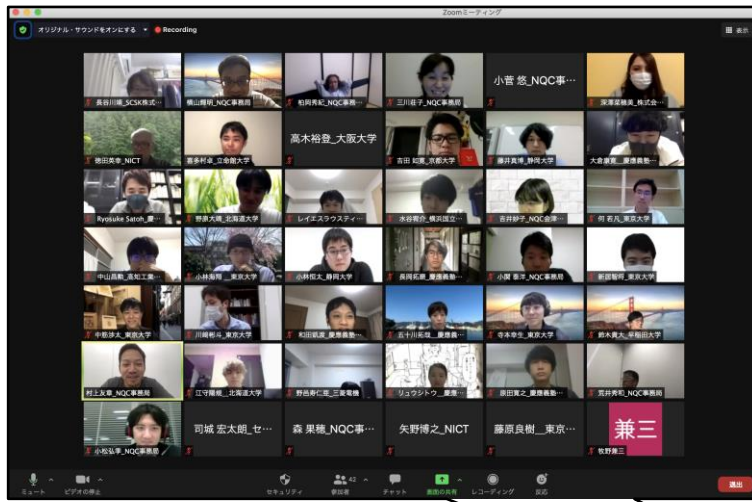 Zoomミーティング
オリジナル・サウンドをオンにする
Recording
表示
長谷川 _SCSK株式…
横山輝明_NQC事務局
柏岡秀紀_NQC事務…
三川荘子_NQC事務局
小菅 悠_NQC事…
深澤菜穂美_株式会…
徳田英幸_NICT
喜多村卓_立命館大学
高木裕登_大阪大学
吉田 知寛_京都大学
藤井真博_静岡大学
大倉康寛_慶應義塾…
Ryosuke Satoh_慶…
野原大 _北海道大学
レイエスラウスティ…
水谷 介_横浜国立…
吉井妙子_NQC会津…
何 若凡_東京大学
中山昌勲_高知工業…
小林海翔__東京大学
小林恒太_静岡大学
長岡拓磨_慶應義塾…
小関 泰洋_NQC事務局
新居智将_東京大学
中筋渉太_東京大学
川嶋彬斗_東京大学
和田凱渡_慶應義塾…
五十川拓哉_慶應義…
寺本幸生_東京大学
鈴木貴大_早稲田大学
村上友章_NQC事務局
江守陽 _北海道大学
野邑寿仁亜_三菱電機
リュウシトウ_慶應…
原田寛之_慶應義塾…
荒井秀和_NQC事務局
小松弘季_NQC事務局
司城 宏太朗_セ…
森 果穂_NQC事…
矢野博之_NICT
藤原良樹__東京…
兼三
牧野兼三
ミュート
ビデオの停止
セキュリティ
42
参加者
チャット
画面の共有
レコーディング
反応
退出